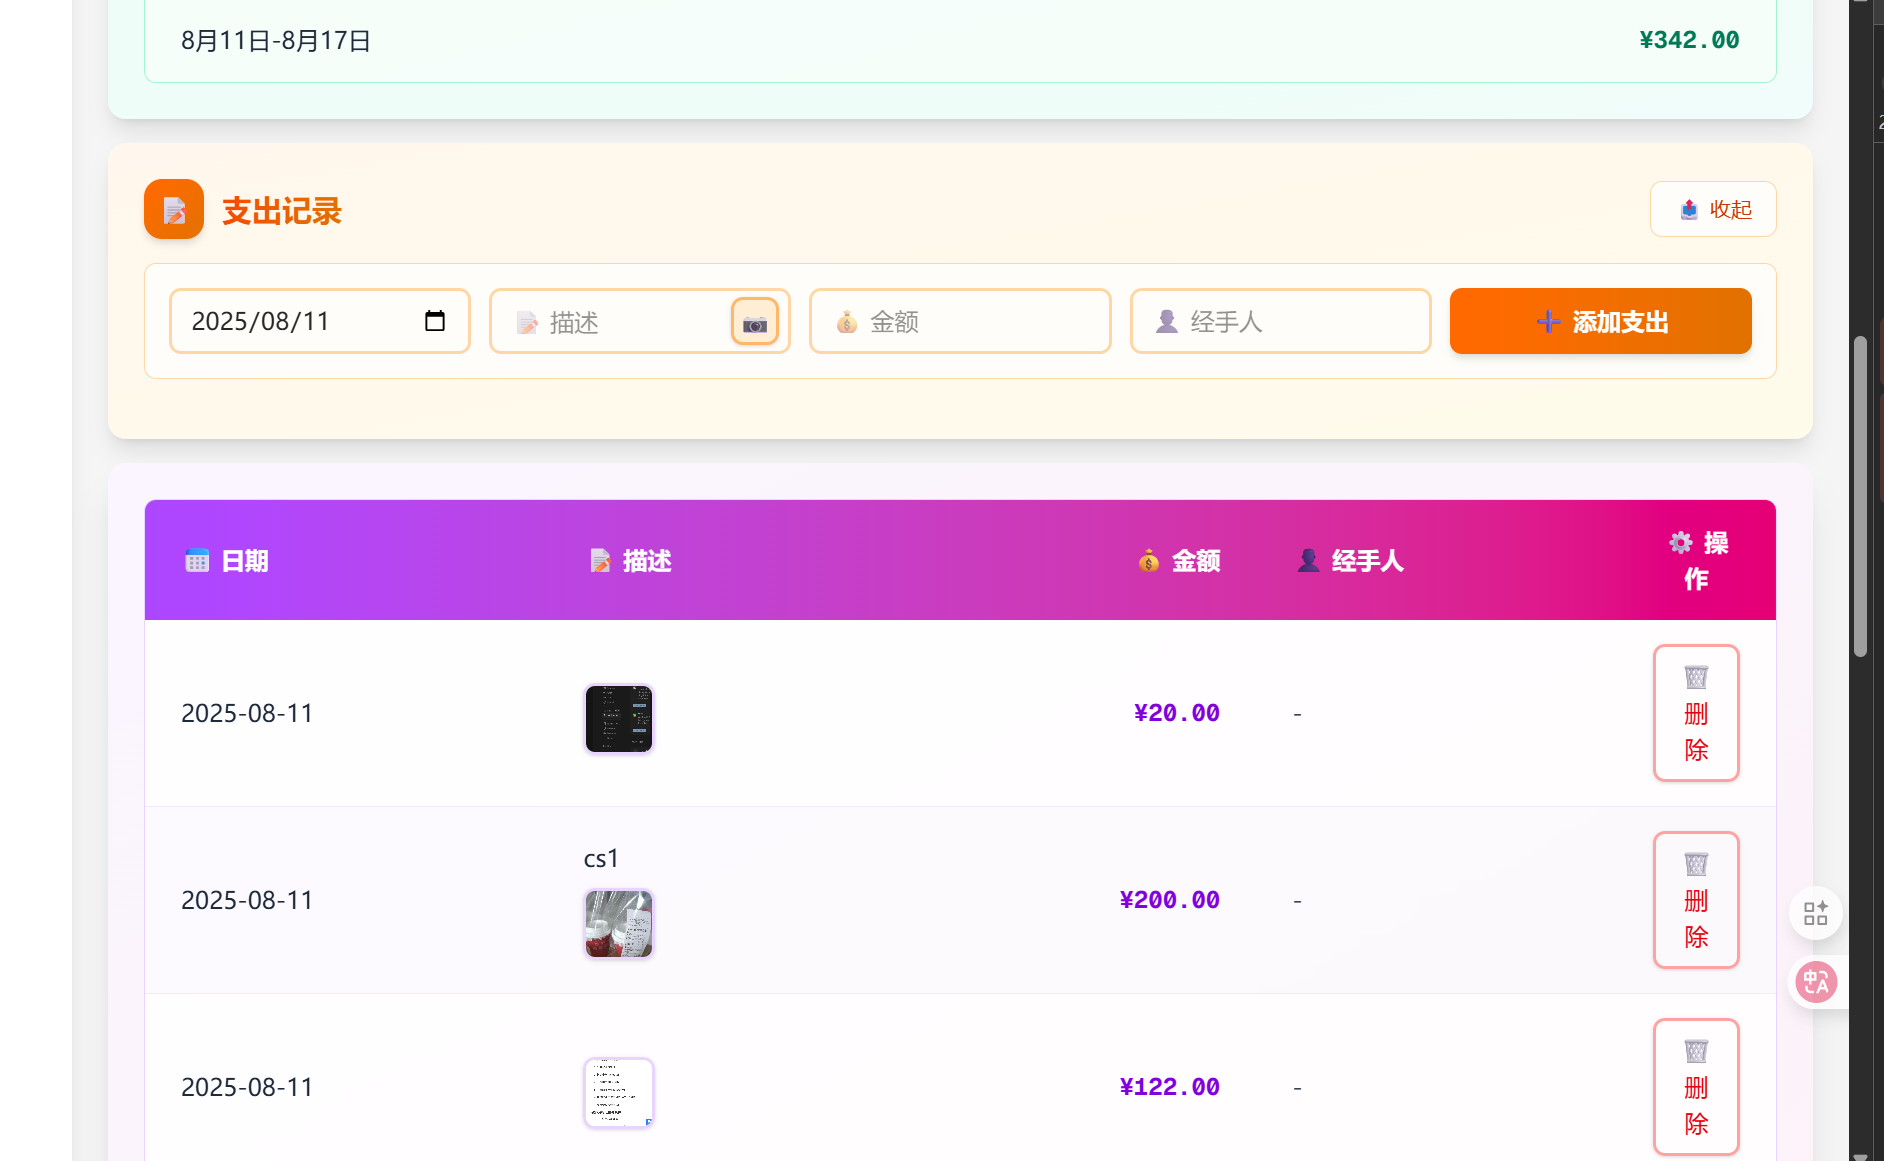 8月11日-8月17日 ¥342.00
支出记录
收起
2025/08/11
描述
金额
经手人
添加支出
日期 描述 金额 经手人 操
作
2025-08-11 ¥20.00 -
删
除
cs1
2025-08-11 ¥200.00 -
删
除
2025-08-11 ¥122.00 -
删
除